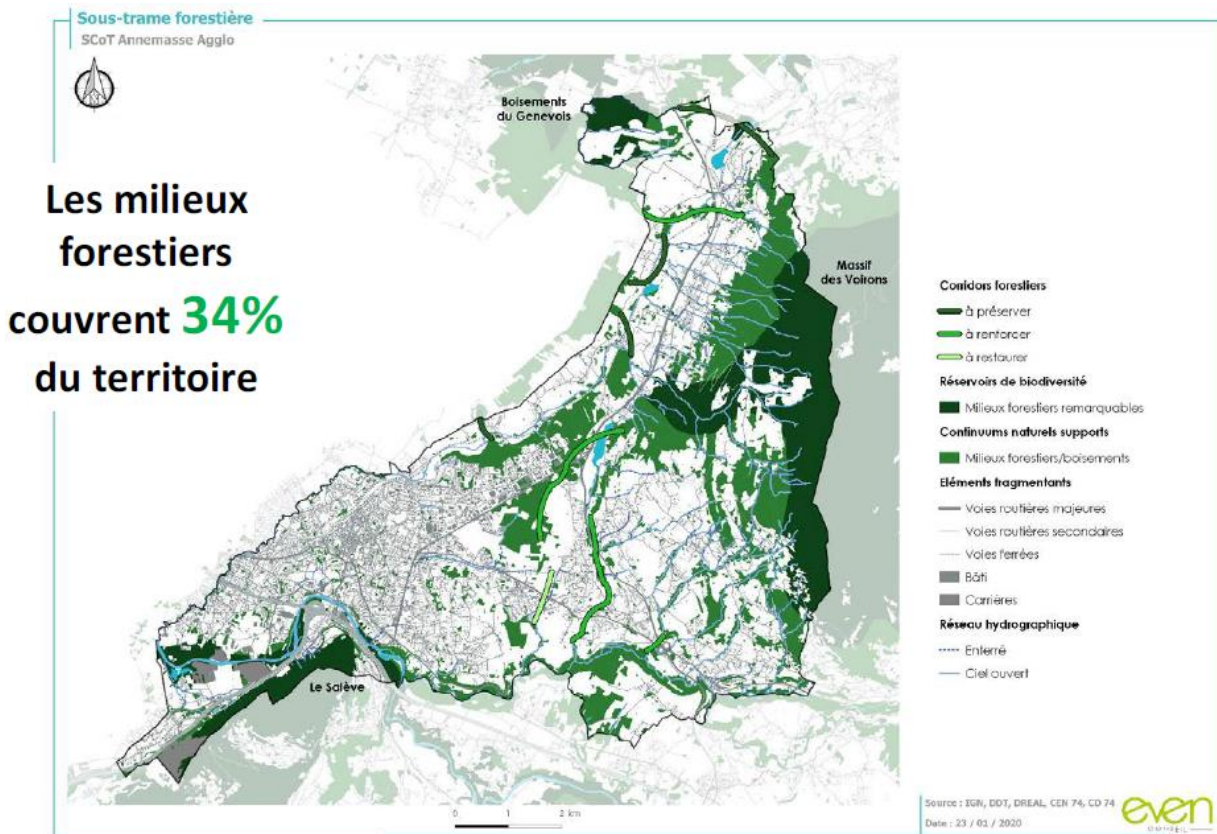 Sous-trame forestière
SCoT Annemasse Agglo
Les milieux
forestiers
couvrent 34%
du territoire
Boisements
du Genevois
Massif
des Voirons
Le Salève
Corridors forestiers
à préserver
à renforcer
à restaurer
Réservoirs de biodiversité
Milieux forestiers remarquables
Continuums naturels supports
Milieux forestiers/boisements
Eléments fragmentants
Voies routières majeures
Voies routières secondaires
Voies ferrées
Bâti
Carrières
Réseau hydrographique
Enterré
Ciel ouvert
0 1 2 km
Source : IGN, DDT, DREAL, CEN 74, CD 74
Date : 23 / 01 / 2020
even
CONSEIL